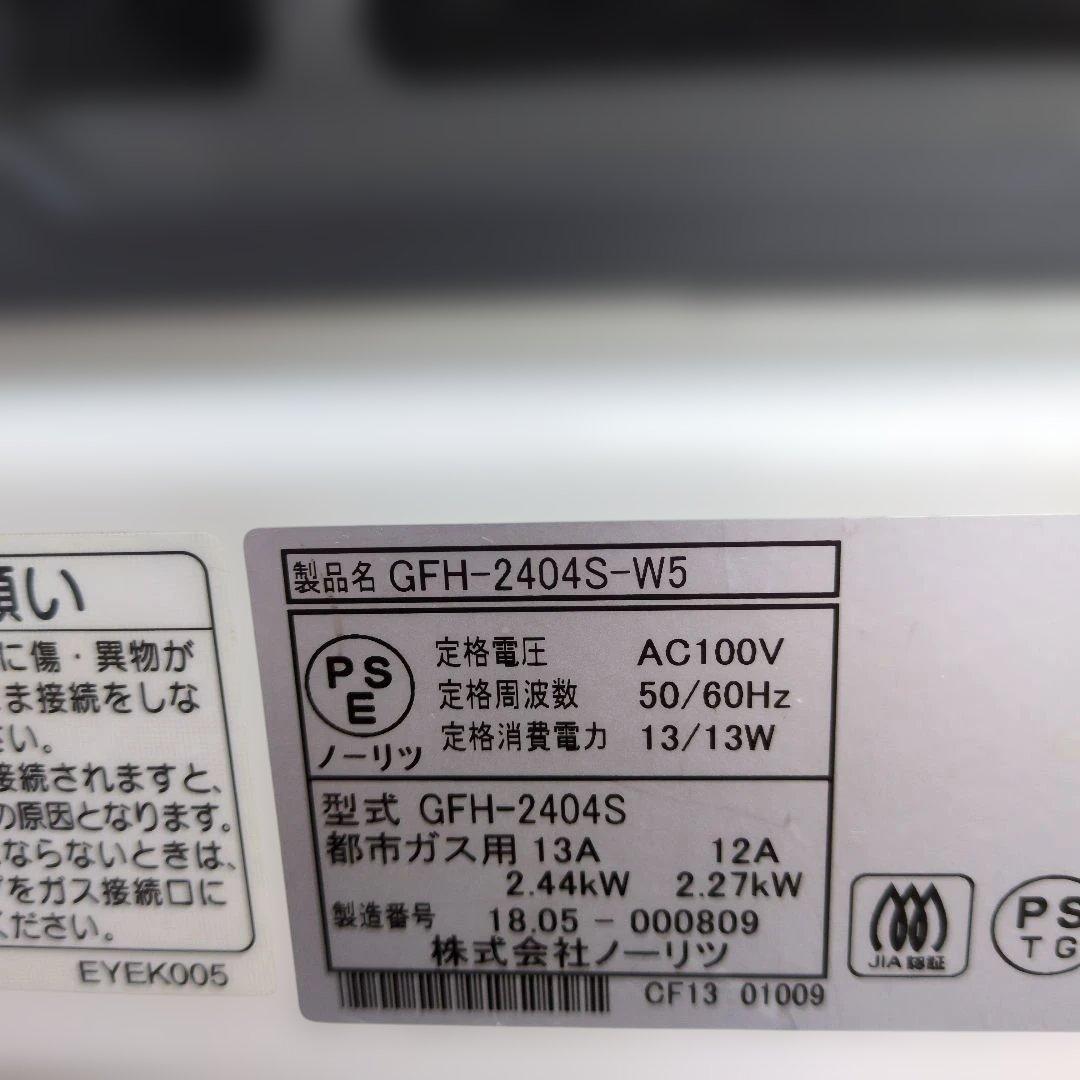 願い
に傷・異物が
ま接続をしな
さい。
接続されますと、
の原因となります。
ならないときは、
をガス接続口に
ください。
EYEK005
製品名 GFH-2404S-W5
PS
E
ノーリツ
定格電圧 AC100V
定格周波数 50/60Hz
定格消費電力 13/13W
型式 GFH-2404S
都市ガス用 13A 12A
2.44kW 2.27kW
製造番号 18.05 - 000809
株式会社ノーリツ
CF13 01009
JIA 認証
PS
TG